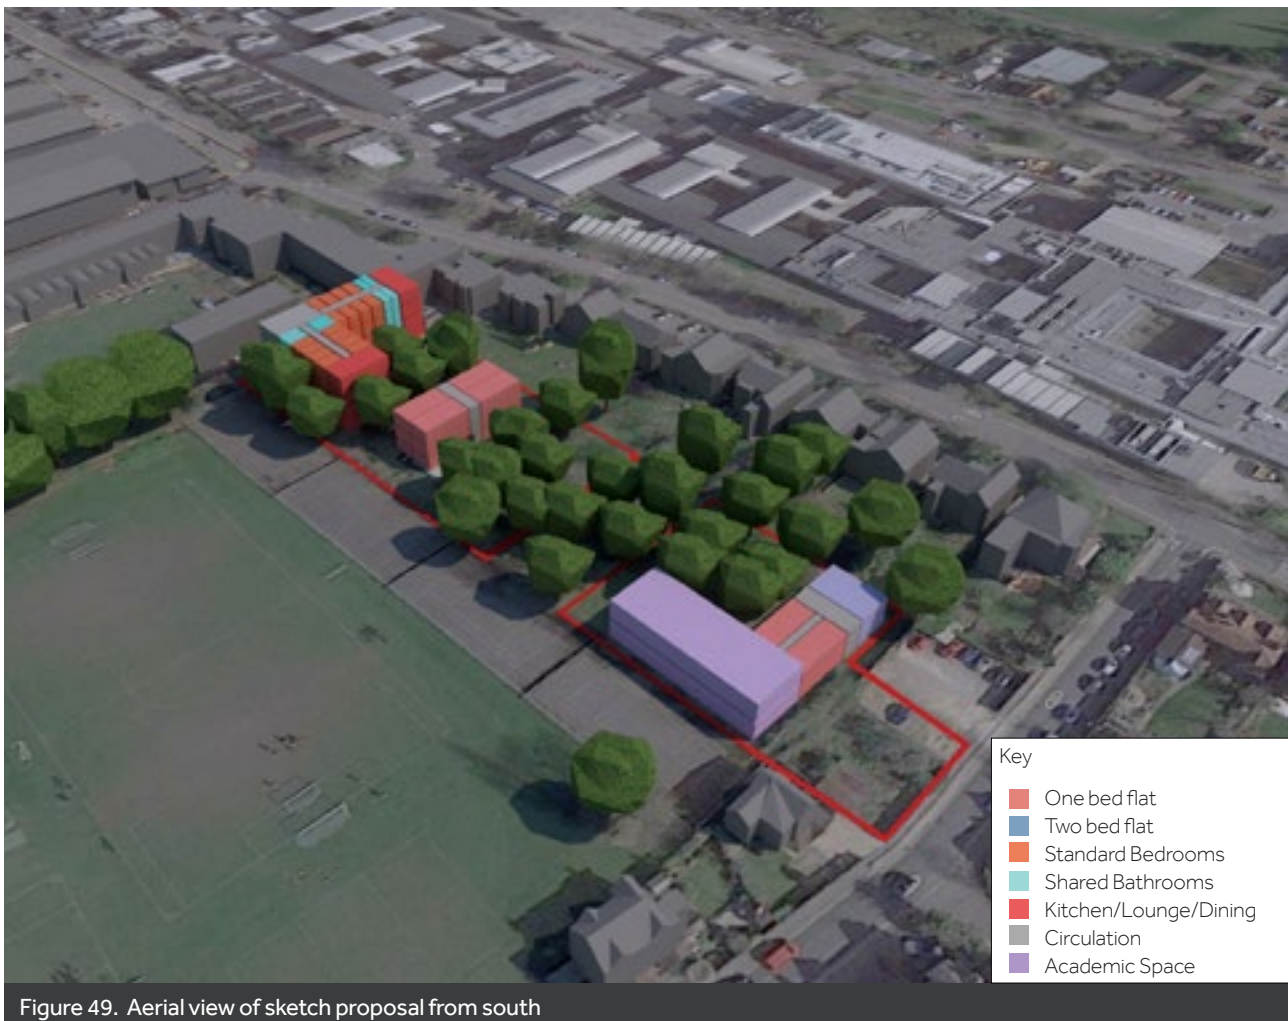 Key
One bed flat
Two bed flat
Standard Bedrooms
Shared Bathrooms
Kitchen/Lounge/Dining
Circulation
Academic Space
Figure 49. Aerial view of sketch proposal from south